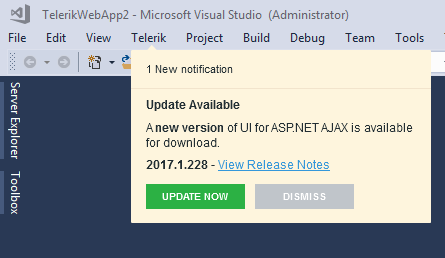 TelerikWebApp2 - Microsoft Visual Studio (Administrator)
File Edit View Telerik Project Build Debug Team Tools
1 New notification
Update Available
A new version of UI for ASP.NET AJAX is available
for download.
2017.1.228 - View Release Notes
UPDATE NOW DISMISS
Server Explorer
Toolbox